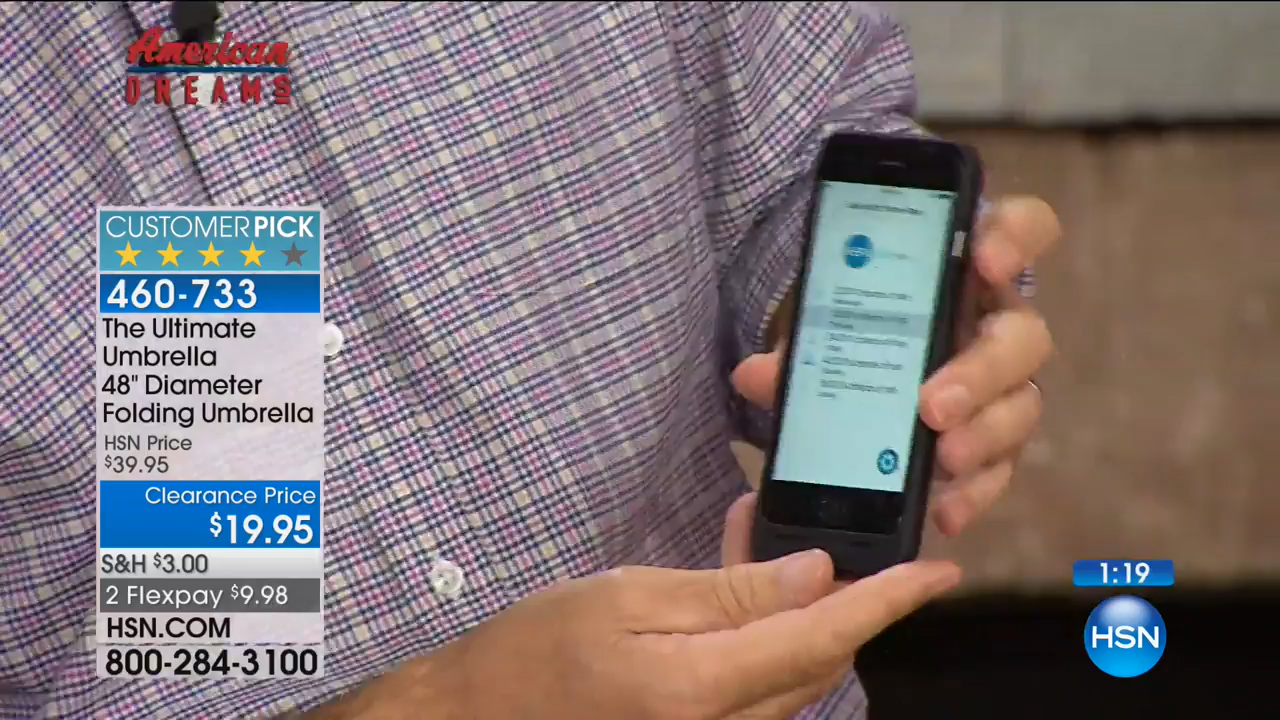 American
DREAMS
CUSTOMER PICK
460-733
The Ultimate
Umbrella
48" Diameter
Folding Umbrella
HSN Price
$39.95
Clearance Price
$19.95
S&H $3.00
2 Flexpay $9.98
HSN.COM
800-284-3100
1:19
HSN